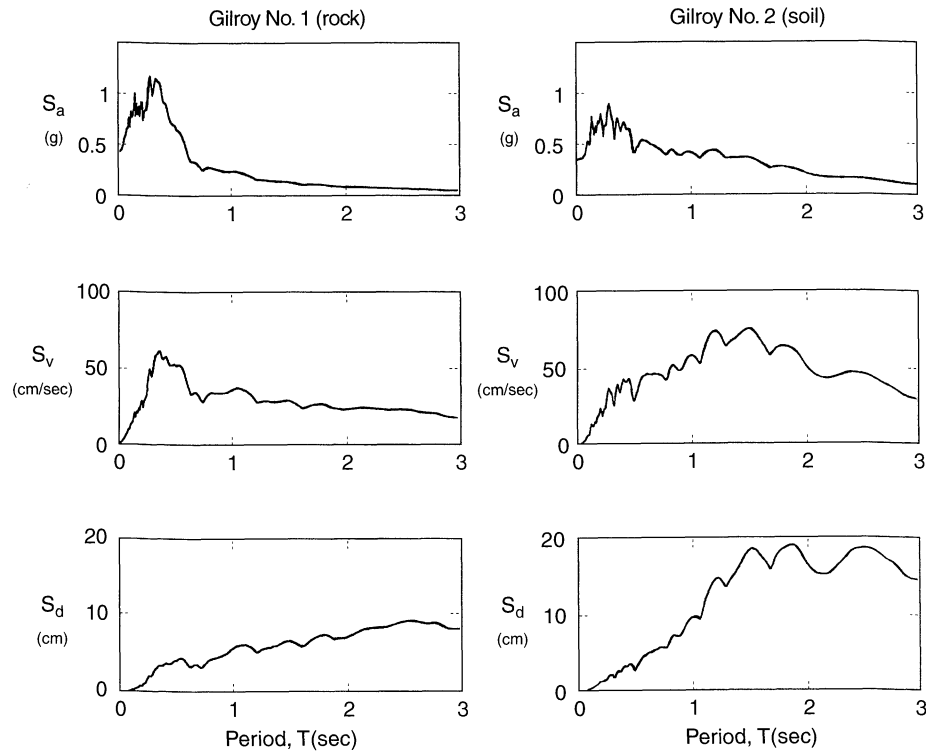 Gilroy No. 1 (rock)
Gilroy No. 2 (soil)
Sa
(g)
1
0.5
0
0 1 2 3
Sa
(g)
1
0.5
0
0 1 2 3
Sv
(cm/sec)
100
50
0
0 1 2 3
Sv
(cm/sec)
100
50
0
0 1 2 3
Sd
(cm)
20
10
0
0 1 2 3
Period, T(sec)
Sd
(cm)
20
10
0
0 1 2 3
Period, T(sec)